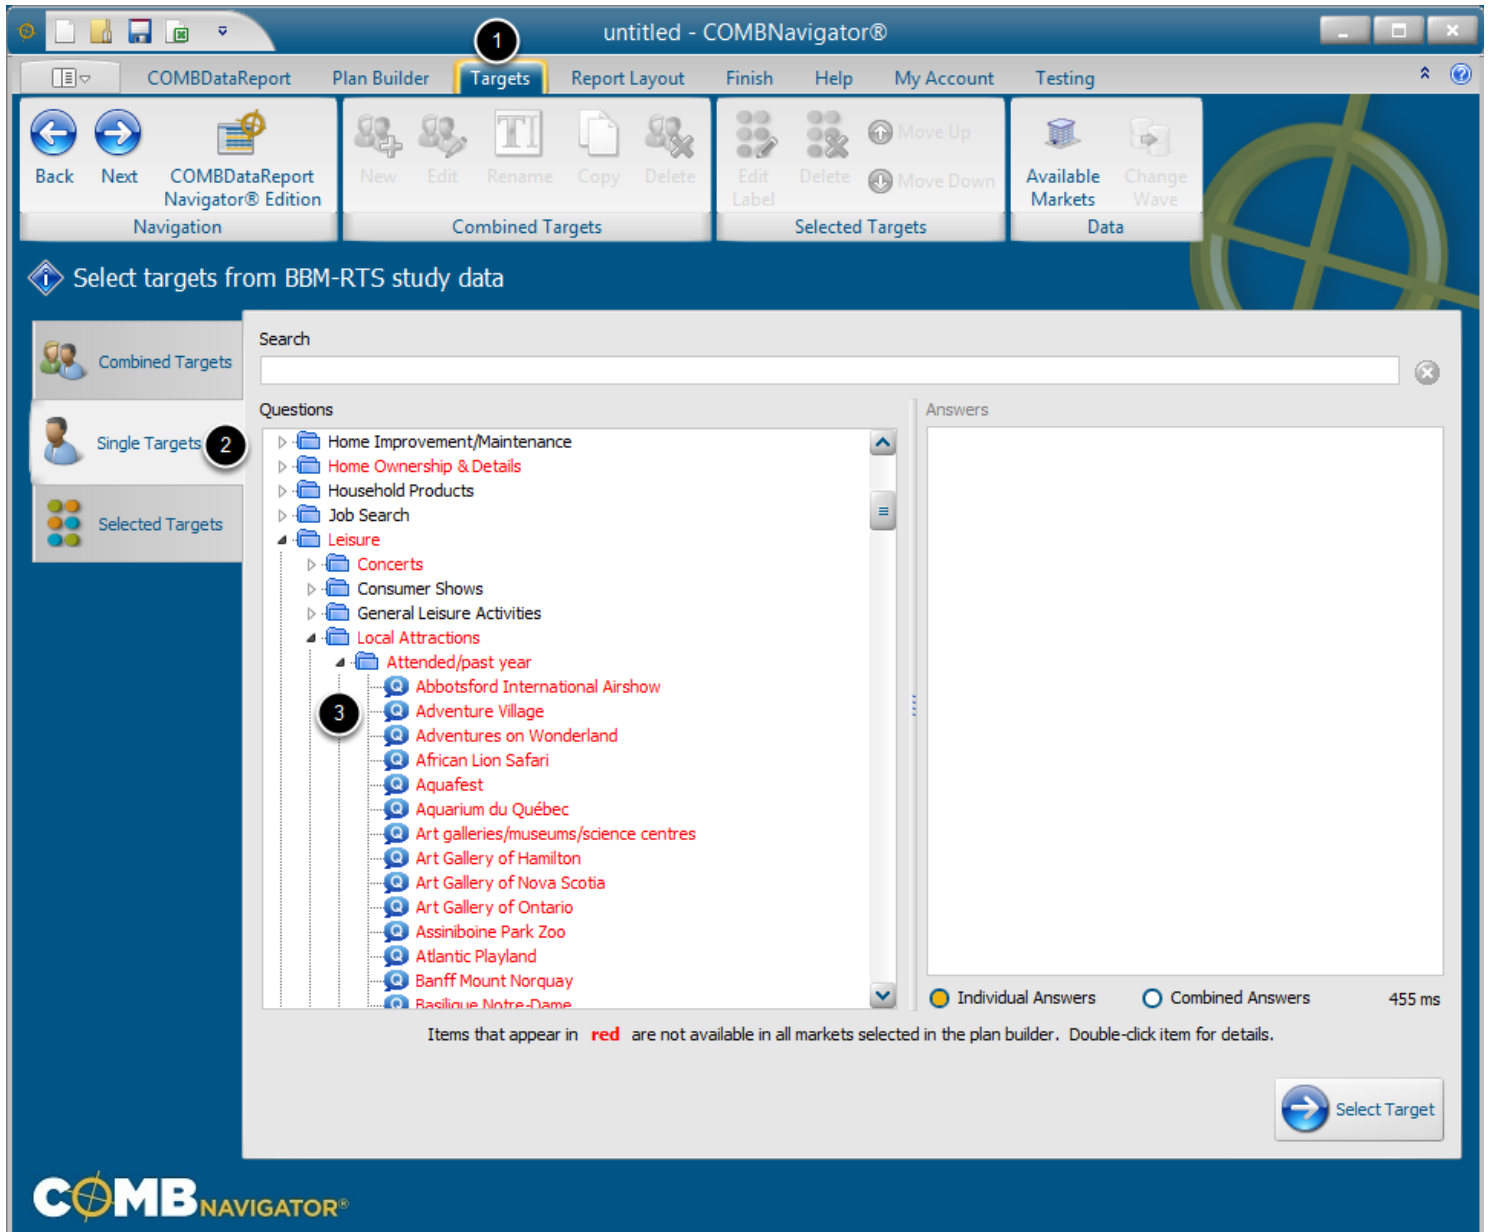 untitled - COMBNavigator®
1
COMBDataReport Plan Builder Targets Report Layout Finish Help My Account Testing
Back Next COMBDataReport Navigator® Edition
Navigation
New Edit Rename Copy Delete
Combined Targets
Edit Label Delete Move Up Move Down
Selected Targets
Available Markets Change Wave
Data
Select targets from BBM-RTS study data
Combined Targets
Single Targets 2
Selected Targets
Search
Questions
Home Improvement/Maintenance
Home Ownership & Details
Household Products
Job Search
Leisure
Concerts
Consumer Shows
General Leisure Activities
Local Attractions
Attended/past year
3
Abbotsford International Airshow
Adventure Village
Adventures on Wonderland
African Lion Safari
Aquafest
Aquarium du Québec
Art galleries/museums/science centres
Art Gallery of Hamilton
Art Gallery of Nova Scotia
Art Gallery of Ontario
Assiniboine Park Zoo
Atlantic Playland
Banff Mount Norquay
Basilique Notre-Dame
Answers
Individual Answers Combined Answers 455 ms
Items that appear in red are not available in all markets selected in the plan builder. Double-click item for details.
Select Target
COMB NAVIGATOR®